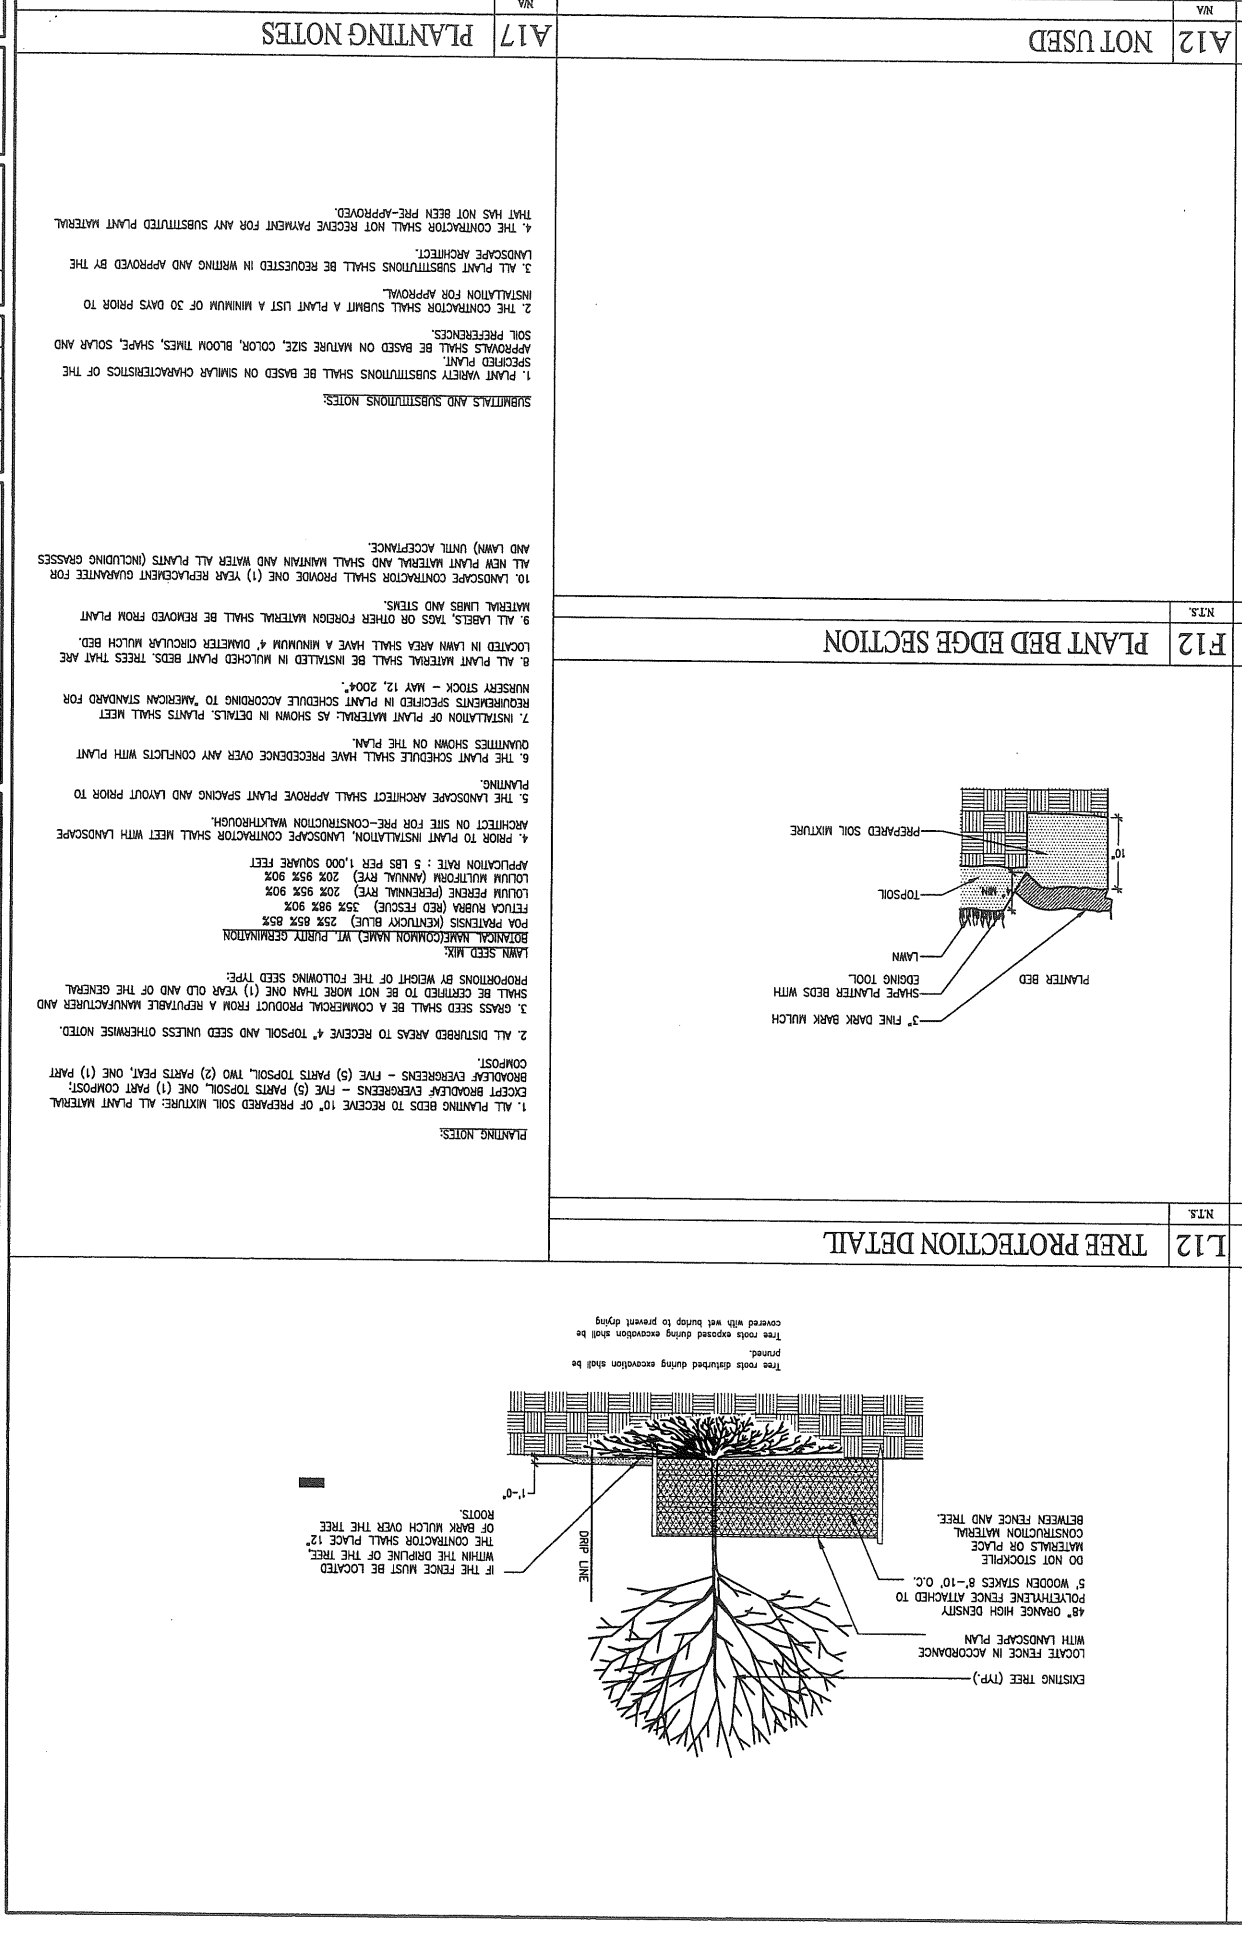 EXISTING TREE (TYP.)
LOCATE FENCE IN ACCORDANCE
WITH LANDSCAPE PLAN
48" ORANGE HIGH DENSITY
POLYETHYLENE FENCE ATTACHED TO
5' WOODEN STAKES 8'-10' O.C.
DO NOT STOCKPILE
MATERIALS OR PLACE
CONSTRUCTION MATERIAL
BETWEEN FENCE AND TREE.
DRIP LINE
IF THE FENCE MUST BE LOCATED
WITHIN THE DRIPLINE OF THE TREE,
THE CONTRACTOR SHALL PLACE 12"
OF BARK MULCH OVER THE TREE
ROOTS.
1'-0"
Tree roots disturbed during excavation shall be
pruned.
Tree roots exposed during excavation shall be
covered with wet burlap to prevent drying
L12
TREE PROTECTION DETAIL
N.T.S.
3" FINE DARK BARK MULCH
SHAPE PLANTER BEDS WITH
EDGING TOOL
PLANTER BED
LAWN
4" MIN.
TOPSOIL
10"
PREPARED SOIL MIXTURE
F12
PLANT BED EDGE SECTION
N.T.S.
A12
NOT USED
N/A
PLANTING NOTES:
1. ALL PLANTING BEDS TO RECEIVE 10" OF PREPARED SOIL MIXTURE: ALL PLANT MATERIAL
EXCEPT BROADLEAF EVERGREENS – FIVE (5) PARTS TOPSOIL, ONE (1) PART COMPOST;
BROADLEAF EVERGREENS – FIVE (5) PARTS TOPSOIL, TWO (2) PARTS PEAT, ONE (1) PART
COMPOST.
2. ALL DISTURBED AREAS TO RECEIVE 4" TOPSOIL AND SEED UNLESS OTHERWISE NOTED.
3. GRASS SEED SHALL BE A COMMERCIAL PRODUCT FROM A REPUTABLE MANUFACTURER AND
SHALL BE CERTIFIED TO BE NOT MORE THAN ONE (1) YEAR OLD AND OF THE GENERAL
PROPORTIONS BY WEIGHT OF THE FOLLOWING SEED TYPE:
LAWN SEED MIX:
BOTANICAL NAME(COMMON NAME) WT. PURITY GERMINATION
POA PRATENSIS (KENTUCKY BLUE) 25% 85% 85%
FETUCA RUBRA (RED FESCUE) 35% 98% 90%
LOLIUM PERENE (PERENNIAL RYE) 20% 95% 90%
LOLIUM MULTIFORM (ANNUAL RYE) 20% 95% 90%
APPLICATION RATE : 5 LBS PER 1,000 SQUARE FEET
4. PRIOR TO PLANT INSTALLATION, LANDSCAPE CONTRACTOR SHALL MEET WITH LANDSCAPE
ARCHITECT ON SITE FOR PRE-CONSTRUCTION WALKTHROUGH.
5. THE LANDSCAPE ARCHITECT SHALL APPROVE PLANT SPACING AND LAYOUT PRIOR TO
PLANTING.
6. THE PLANT SCHEDULE SHALL HAVE PRECEDENCE OVER ANY CONFLICTS WITH PLANT
QUANTITIES SHOWN ON THE PLAN.
7. INSTALLATION OF PLANT MATERIAL: AS SHOWN IN DETAILS. PLANTS SHALL MEET
REQUIREMENTS SPECIFIED IN PLANT SCHEDULE ACCORDING TO "AMERICAN STANDARD FOR
NURSERY STOCK – MAY 12, 2004".
8. ALL PLANT MATERIAL SHALL BE INSTALLED IN MULCHED PLANT BEDS. TREES THAT ARE
LOCATED IN LAWN AREA SHALL HAVE A MINUMUM 4' DIAMETER CIRCULAR MULCH BED.
9. ALL LABELS, TAGS OR OTHER FOREIGN MATERIAL SHALL BE REMOVED FROM PLANT
MATERIAL LIMBS AND STEMS.
10. LANDSCAPE CONTRACTOR SHALL PROVIDE ONE (1) YEAR REPLACEMENT GUARANTEE FOR
ALL NEW PLANT MATERIAL AND SHALL MAINTAIN AND WATER ALL PLANTS (INCLUDING GRASSES
AND LAWN) UNTIL ACCEPTANCE.
SUBMITTALS AND SUBSTITUTIONS NOTES:
1. PLANT VARIETY SUBSTITUTIONS SHALL BE BASED ON SIMILAR CHARACTERISTICS OF THE
SPECIFIED PLANT.
APPROVALS SHALL BE BASED ON MATURE SIZE, COLOR, BLOOM TIMES, SHAPE, SOLAR AND
SOIL PREFERENCES.
2. THE CONTRACTOR SHALL SUBMIT A PLANT LIST A MINIMUM OF 30 DAYS PRIOR TO
INSTALLATION FOR APPROVAL.
3. ALL PLANT SUBSTITUTIONS SHALL BE REQUESTED IN WRITING AND APPROVED BY THE
LANDSCAPE ARCHITECT.
4. THE CONTRACTOR SHALL NOT RECEIVE PAYMENT FOR ANY SUBSTITUTED PLANT MATERIAL
THAT HAS NOT BEEN PRE-APPROVED.
A17
PLANTING NOTES
N/A